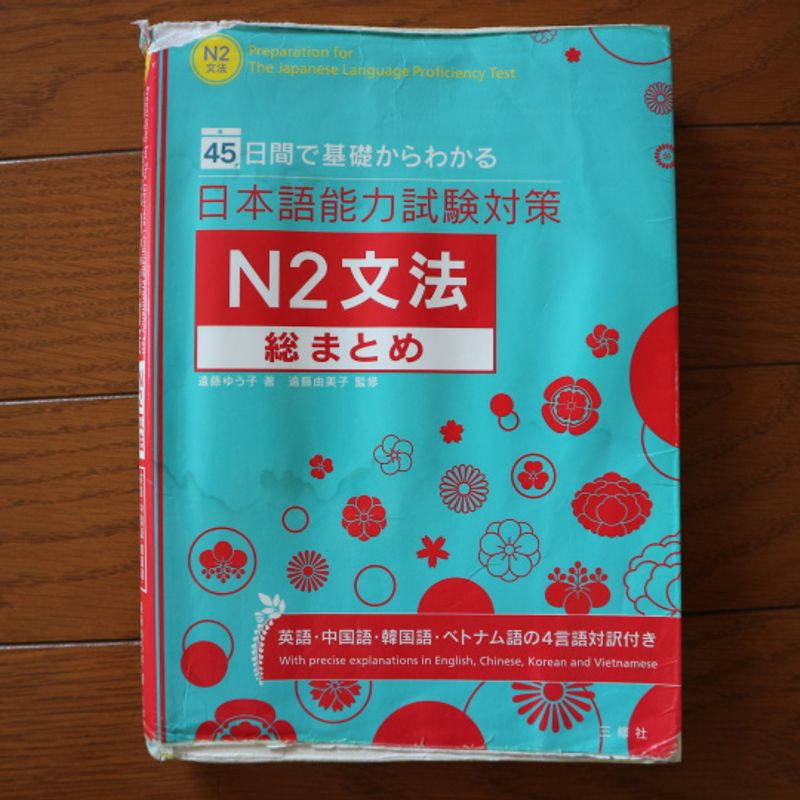 N2
文法
Preparation for
The Japanese Language Proficiency Test
45日間で基礎からわかる
日本語能力試験対策
N2文法
総まとめ
遠藤ゆう子 著 遠藤由美子 監修
英語・中国語・韓国語・ベトナム語の4言語対訳付き
With precise explanations in English, Chinese, Korean and Vietnamese
三修社